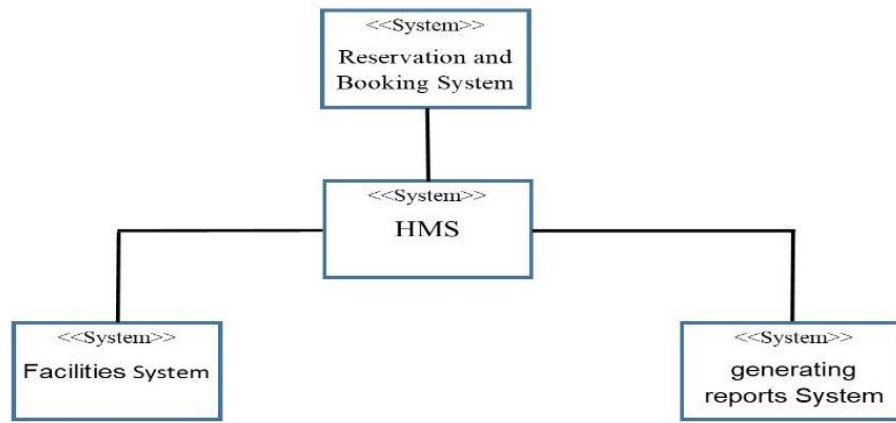 <<System>>
Reservation and
Booking System
<<System>>
HMS
<<System>>
Facilities System
<<System>>
generating
reports System